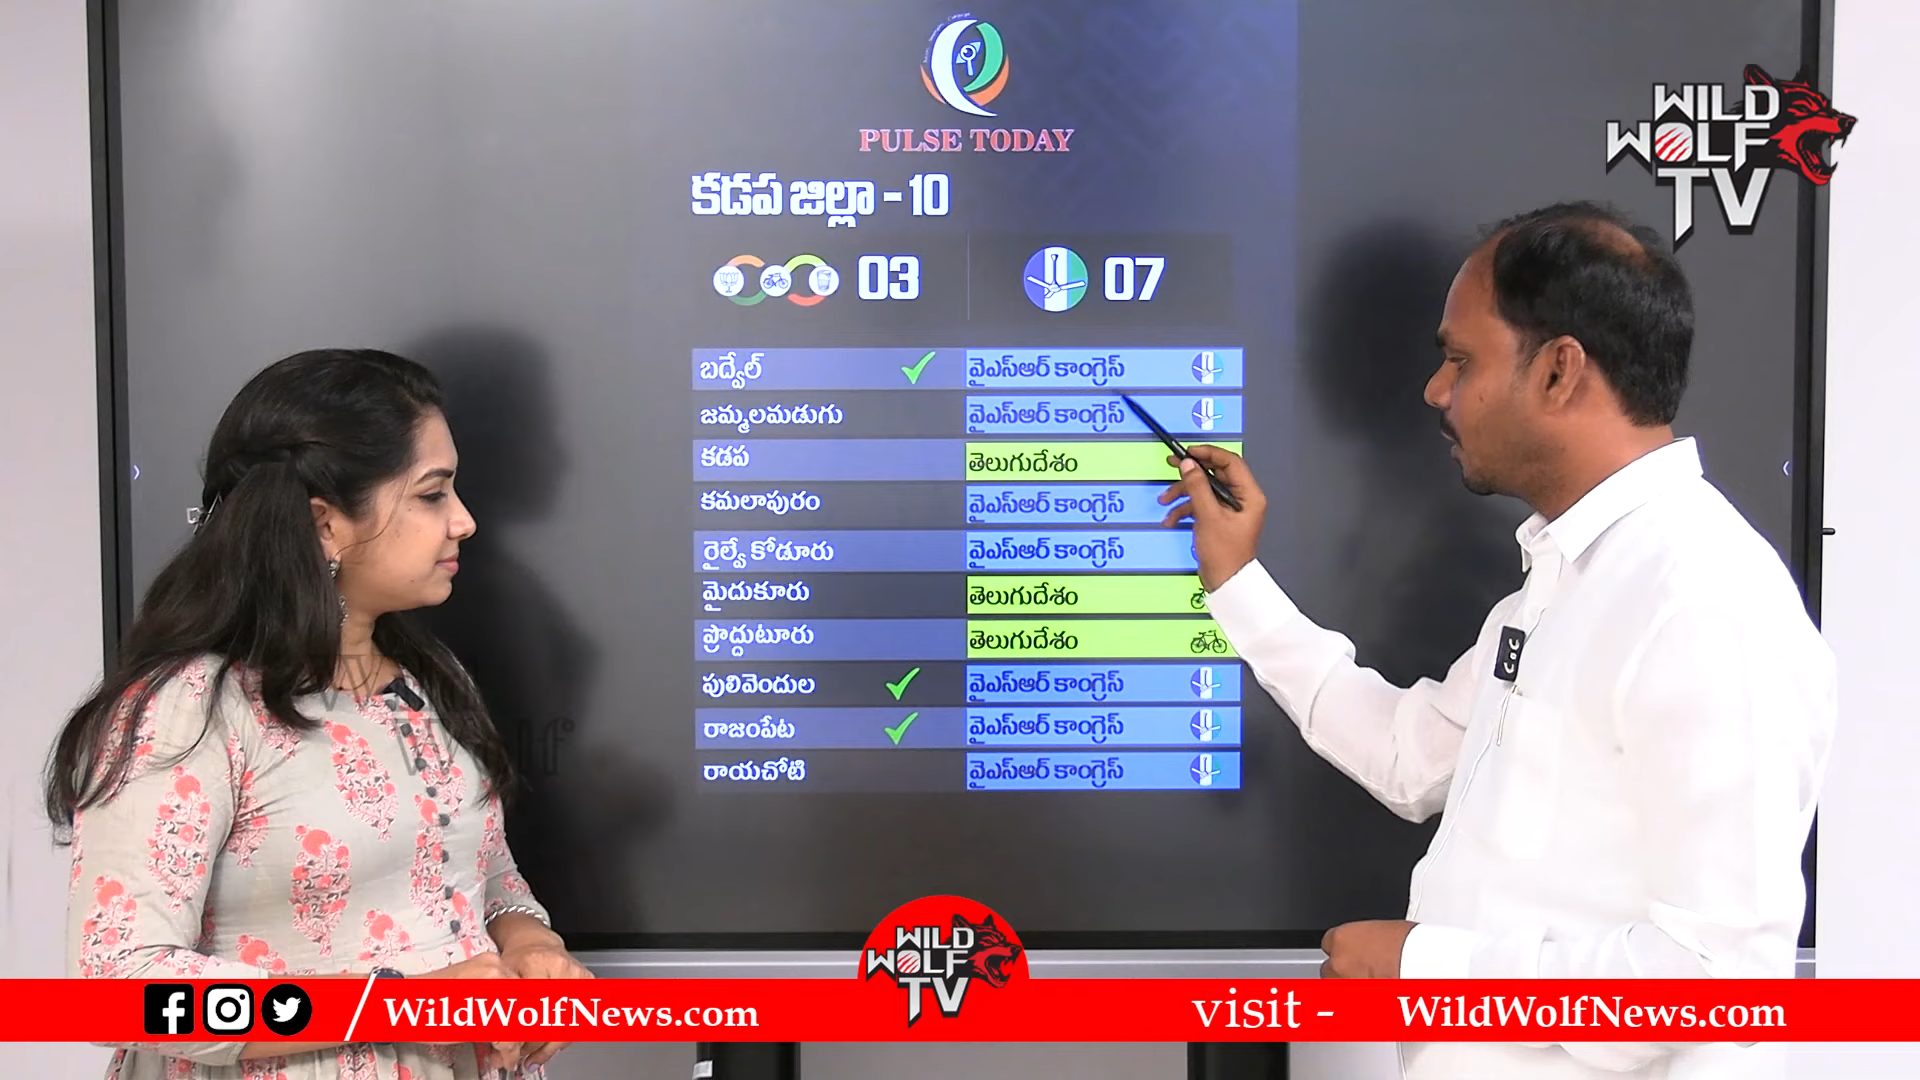 PULSE TODAY
WILD
WOLF
TV
కడప జిల్లా - 10
03
07
బద్వేల్ వైఎస్ఆర్ కాంగ్రెస్
జమ్మలమడుగు వైఎస్ఆర్ కాంగ్రెస్
కడప తెలుగుదేశం
కమలాపురం వైఎస్ఆర్ కాంగ్రెస్
రైల్వే కోడూరు వైఎస్ఆర్ కాంగ్రెస్
మైదుకూరు తెలుగుదేశం
ప్రొద్దుటూరు తెలుగుదేశం
పులివెందుల వైఎస్ఆర్ కాంగ్రెస్
రాజంపేట వైఎస్ఆర్ కాంగ్రెస్
రాయచోటి వైఎస్ఆర్ కాంగ్రెస్
WILD
WOLF
TV
WildWolfNews.com
visit - WildWolfNews.com